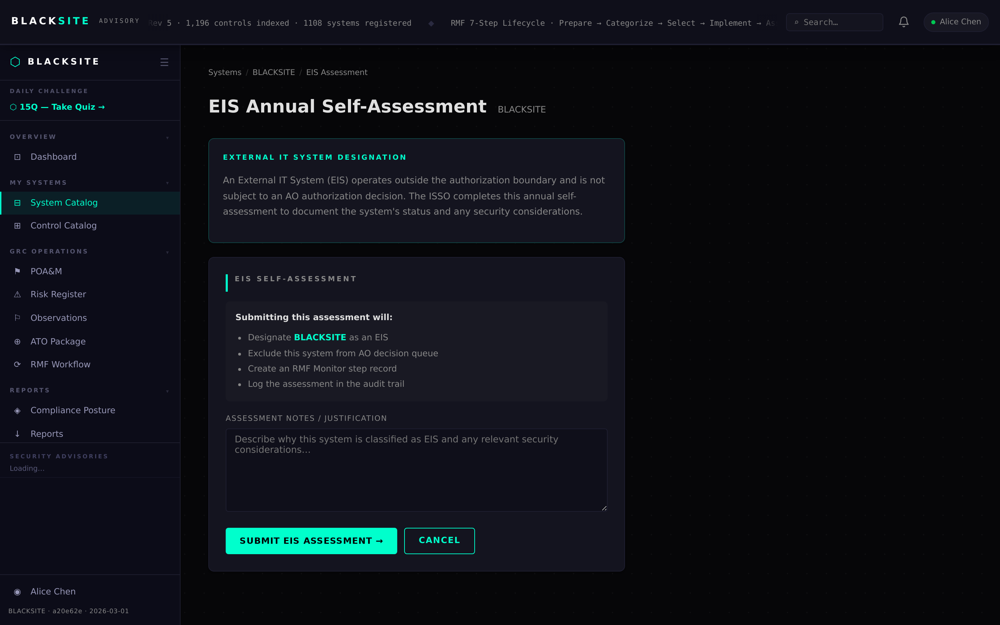 BLACKSITE ADVISORY
Rev 5 · 1,196 controls indexed · 1108 systems registered ◆ RMF 7-Step Lifecycle · Prepare → Categorize → Select → Implement → As
Search…
Alice Chen
BLACKSITE
DAILY CHALLENGE
15Q — Take Quiz →
OVERVIEW
Dashboard
MY SYSTEMS
System Catalog
Control Catalog
GRC OPERATIONS
POA&M
Risk Register
Observations
ATO Package
RMF Workflow
REPORTS
Compliance Posture
Reports
SECURITY ADVISORIES
Loading…
Alice Chen
BLACKSITE · a20e62e · 2026-03-01
Systems / BLACKSITE / EIS Assessment
EIS Annual Self-Assessment BLACKSITE
EXTERNAL IT SYSTEM DESIGNATION
An External IT System (EIS) operates outside the authorization boundary and is not
subject to an AO authorization decision. The ISSO completes this annual self-
assessment to document the system's status and any security considerations.
EIS SELF-ASSESSMENT
Submitting this assessment will:
• Designate BLACKSITE as an EIS
• Exclude this system from AO decision queue
• Create an RMF Monitor step record
• Log the assessment in the audit trail
ASSESSMENT NOTES / JUSTIFICATION
Describe why this system is classified as EIS and any relevant security
considerations…
SUBMIT EIS ASSESSMENT →
CANCEL